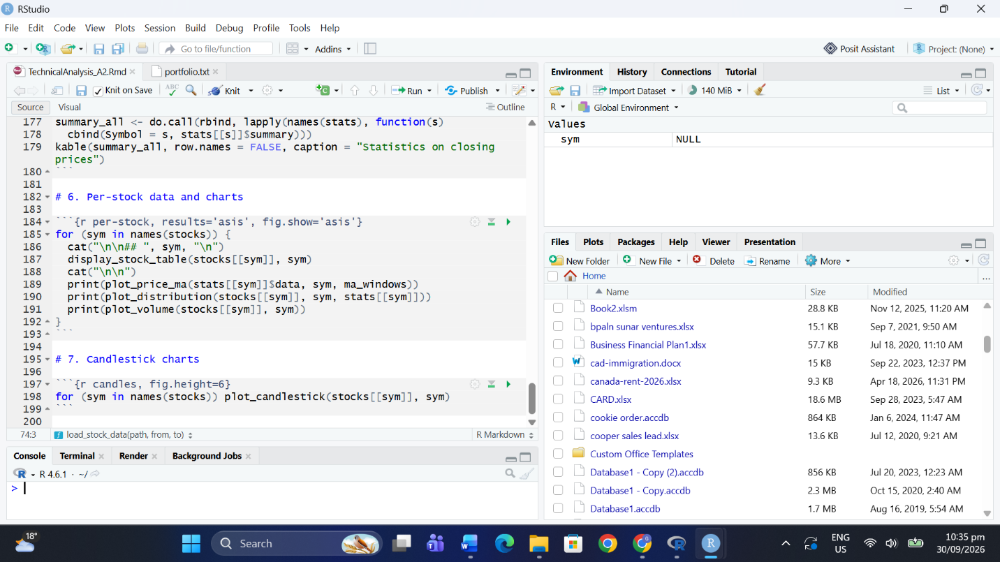 RStudio
File Edit Code View Plots Session Build Debug Profile Tools Help
Go to file/function Addins Posit Assistant Project: (None)
TechnicalAnalysis_A2.Rmd portfolio.txt
Knit on Save ABC Knit Run Publish
Source Visual Outline
177 summary_all <- do.call(rbind, lapply(names(stats), function(s)
178   cbind(Symbol = s, stats[[s]]$summary)))
179 kable(summary_all, row.names = FALSE, caption = "Statistics on closing
prices")
180 ```
181
182 # 6. Per-stock data and charts
183
184 ```{r per-stock, results='asis', fig.show='asis'}
185 for (sym in names(stocks)) {
186   cat("\n\n## ", sym, "\n")
187   display_stock_table(stocks[[sym]], sym)
188   cat("\n\n")
189   print(plot_price_ma(stats[[sym]]$data, sym, ma_windows))
190   print(plot_distribution(stocks[[sym]], sym, stats[[sym]]))
191   print(plot_volume(stocks[[sym]], sym))
192 }
193 ```
194
195 # 7. Candlestick charts
196
197 ```{r candles, fig.height=6}
198 for (sym in names(stocks)) plot_candlestick(stocks[[sym]], sym)
199 ```
200
74:3 load_stock_data(path, from, to) R Markdown
Console Terminal Render Background Jobs
R 4.6.1 · ~/
>
Environment History Connections Tutorial
Import Dataset 140 MiB List
R Global Environment
Values
sym NULL
Files Plots Packages Help Viewer Presentation
New Folder New File Delete Rename More
Home ...
Name Size Modified
Book2.xlsm 28.8 KB Nov 12, 2025, 11:20 AM
bpaln sunar ventures.xlsx 15.1 KB Sep 7, 2021, 9:50 AM
Business Financial Plan1.xlsx 57.7 KB Jul 18, 2020, 11:10 AM
cad-immigration.docx 15 KB Sep 22, 2023, 12:37 PM
canada-rent-2026.xlsx 9.3 KB Apr 18, 2026, 11:31 PM
CARD.xlsx 18.6 MB Sep 28, 2023, 5:47 AM
cookie order.accdb 864 KB Jan 6, 2024, 11:47 AM
cooper sales lead.xlsx 13.6 KB Jul 12, 2020, 9:21 AM
Custom Office Templates
Database1 - Copy (2).accdb 856 KB Jul 20, 2023, 12:23 AM
Database1 - Copy.accdb 2.3 MB Oct 15, 2020, 2:40 AM
Database1.accdb 1.7 MB Aug 16, 2019, 5:54 AM
18° Search ENG US 10:35 pm
30/09/2026